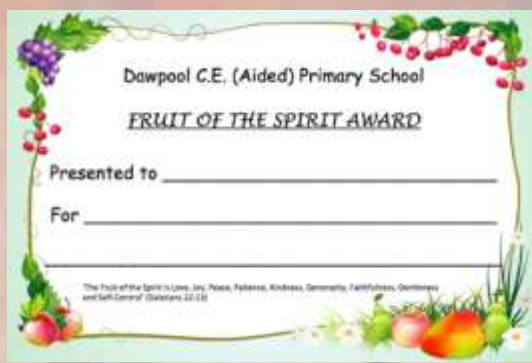 Dawpool C.E. (Aided) Primary School
FRUIT OF THE SPIRIT AWARD
Presented to
For
'The fruit of the Spirit is Love, Joy, Peace, Patience, Kindness, Generosity, Faithfulness, Gentleness
and Self-Control' (Galatians 22-23)